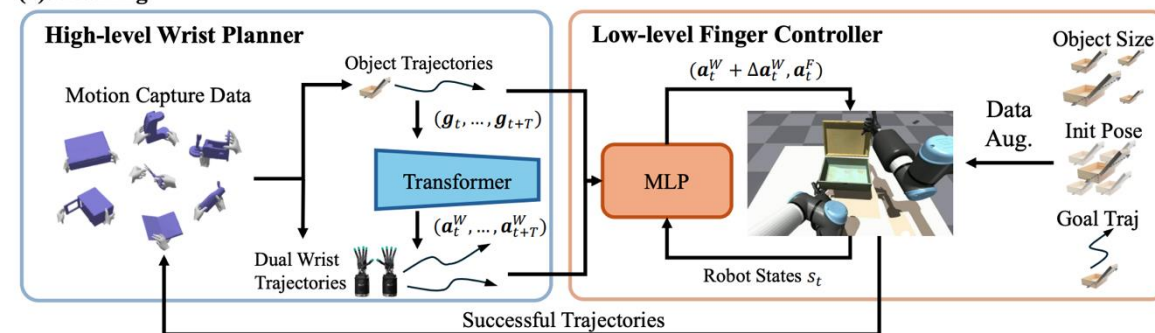 High-level Wrist Planner
Motion Capture Data
Object Trajectories
(g_t, …, g_{t+T})
Transformer
(a_t^W, …, a_{t+T}^W)
Dual Wrist
Trajectories
Low-level Finger Controller
(a_t^W + Δa_t^W, a_t^F)
MLP
Robot States s_t
Data
Aug.
Object Size
Init Pose
Goal Traj
Successful Trajectories